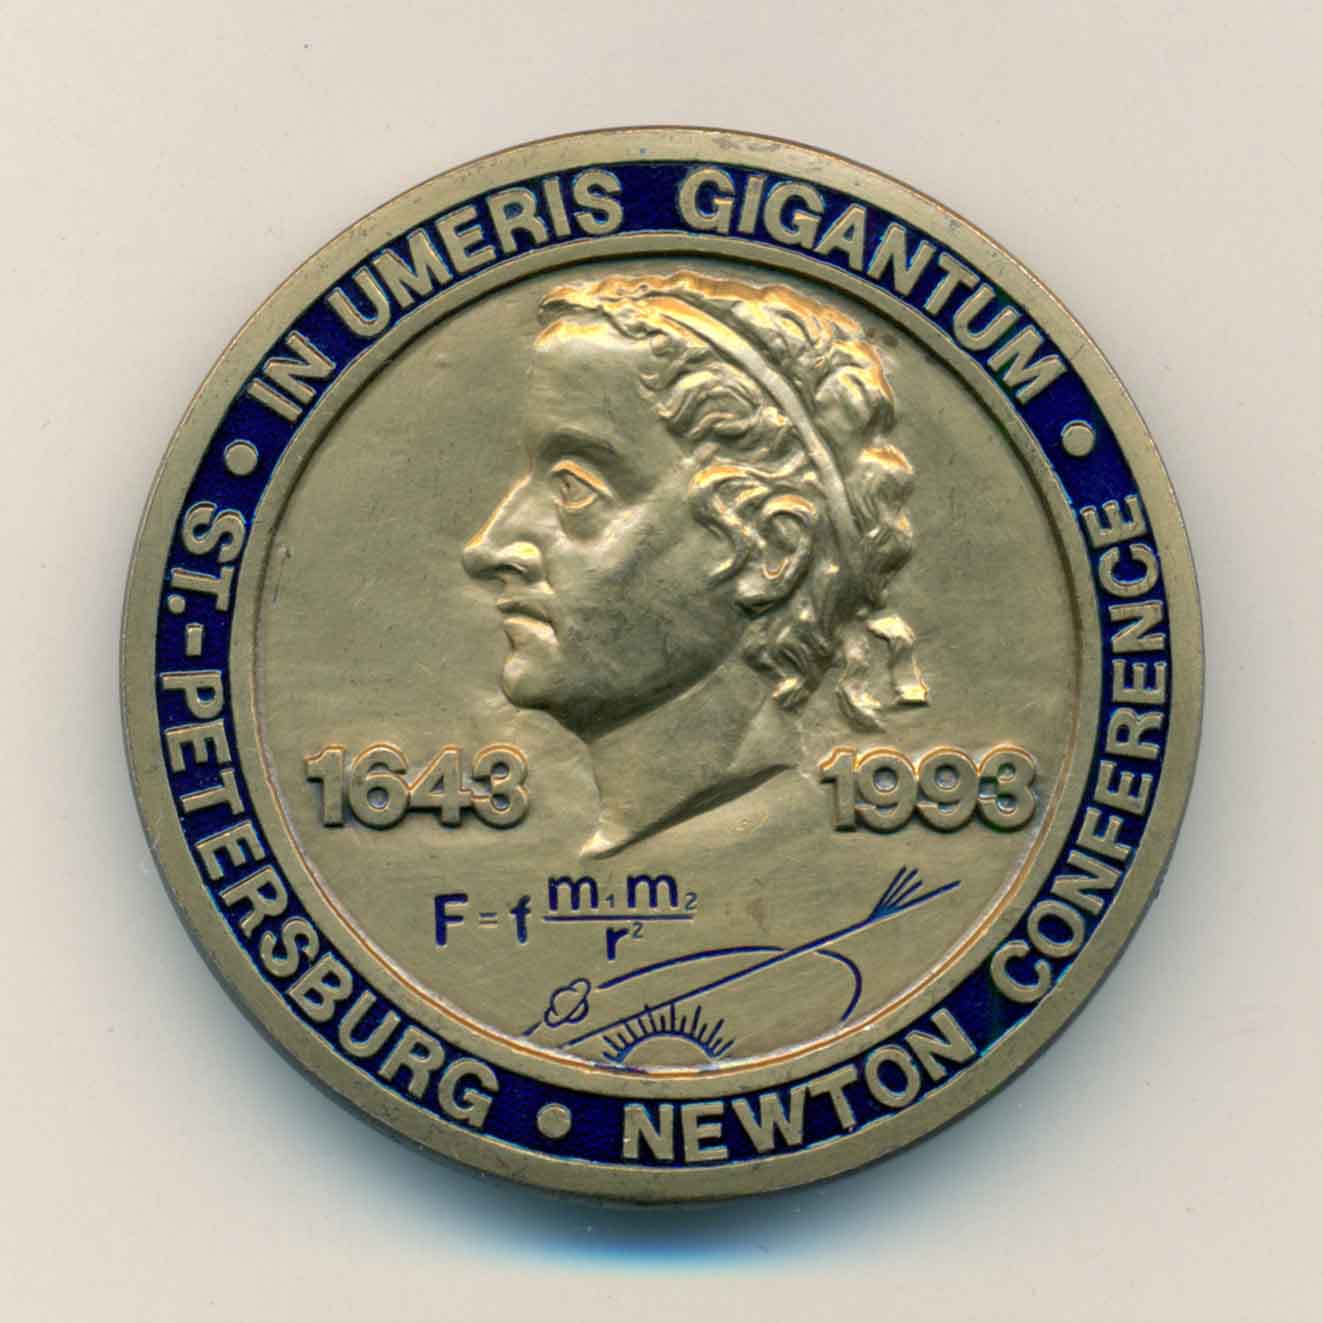 IN UMERIS GIGANTUM
ST.-PETERSBURG
NEWTON CONFERENCE
1643
1993
F=f m₁m₂
r²